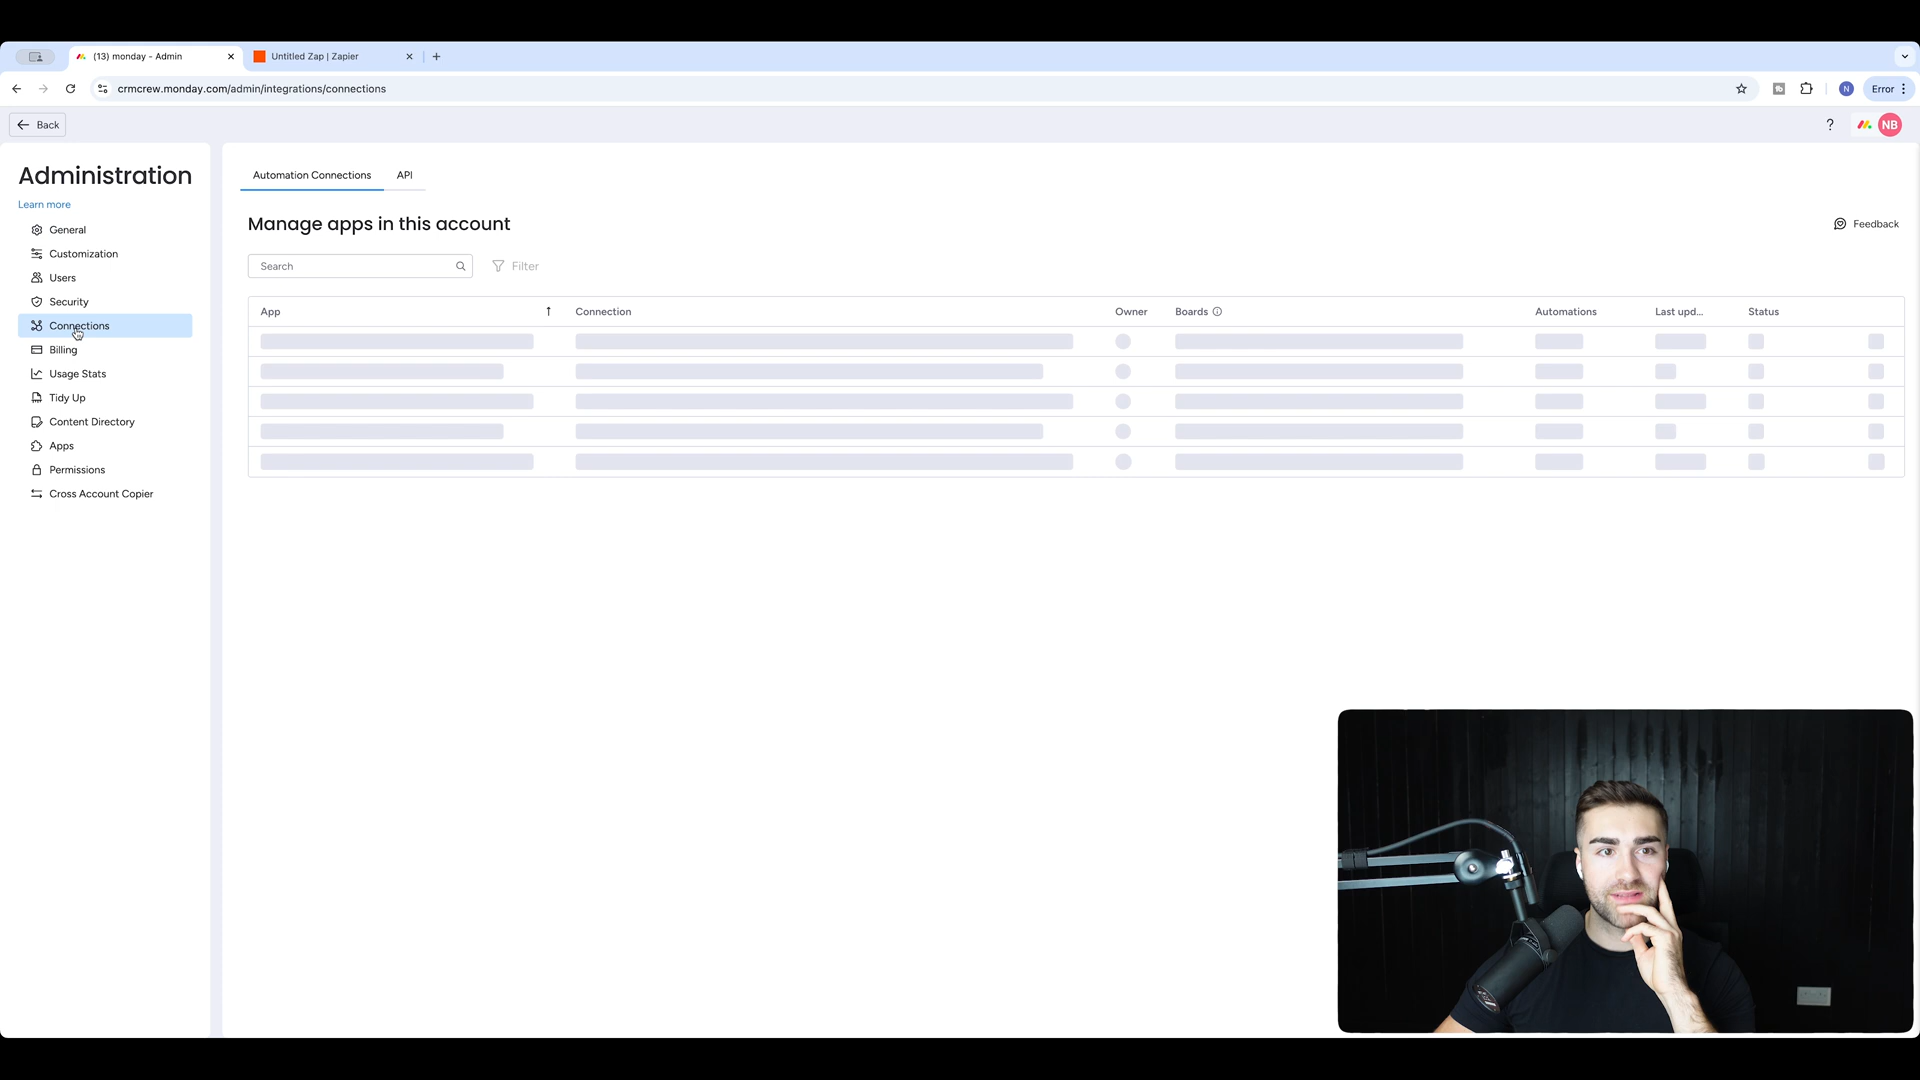 (13) monday - Admin
Untitled Zap | Zapier
crmcrew.monday.com/admin/integrations/connections
N
Error
Back
?
NB
Administration
Learn more
General
Customization
Users
Security
Connections
Billing
Usage Stats
Tidy Up
Content Directory
Apps
Permissions
Cross Account Copier
Automation Connections
API
Manage apps in this account
Feedback
Search
Filter
App
Connection
Owner
Boards
Automations
Last upd...
Status